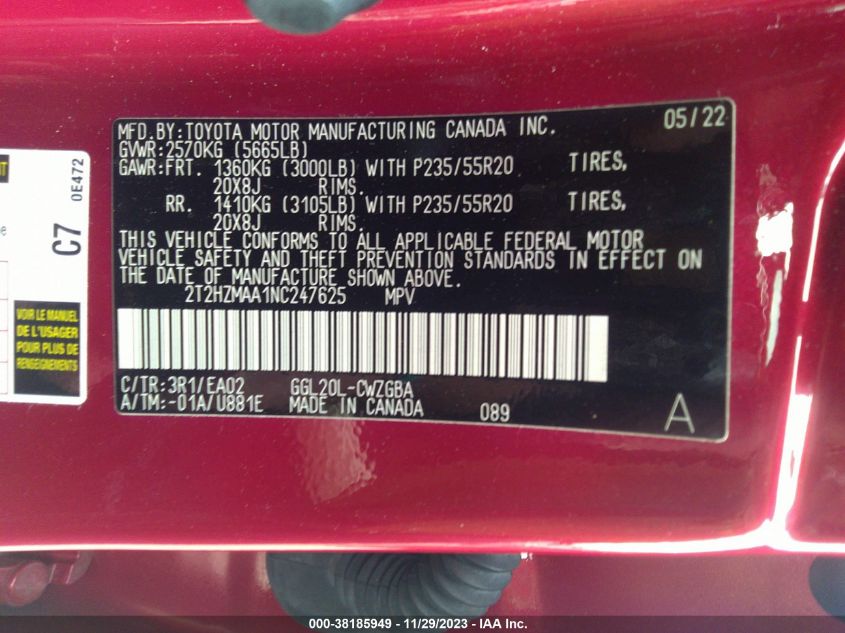 MFD.BY:TOYOTA MOTOR MANUFACTURING CANADA INC. 05/22
GVWR:2570KG (5665LB)
GAWR:FRT. 1360KG (3000LB) WITH P235/55R20 TIRES,
20X8J RIMS.
RR. 1410KG (3105LB) WITH P235/55R20 TIRES,
20X8J RIMS.
THIS VEHICLE CONFORMS TO ALL APPLICABLE FEDERAL MOTOR
VEHICLE SAFETY AND THEFT PREVENTION STANDARDS IN EFFECT ON
THE DATE OF MANUFACTURE SHOWN ABOVE.
2T2HZMAA1NC247625 MPV
C/TR:3R1/EA02 GGL20L-CWZGBA
A/TM:-01A/U881E MADE IN CANADA 089 A
C7 0E472
VOIR LE MANUEL
DE L'USAGER
POUR PLUS DE
RENSEIGNEMENTS
000-38185949 - 11/29/2023 - IAA Inc.